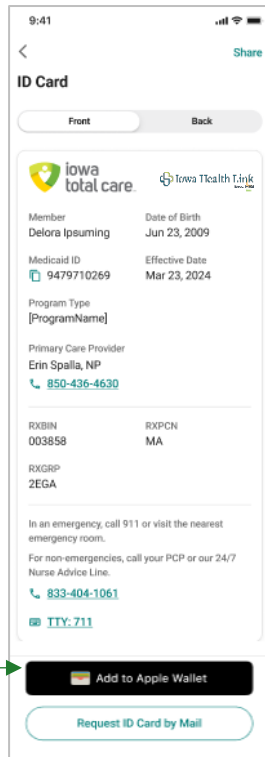 9:41
Share
ID Card
Front Back
iowa
total care.
Iowa Health Link
Member Date of Birth
Delora Ipsuming Jun 23, 2009
Medicaid ID Effective Date
9479710269 Mar 23, 2024
Program Type
[ProgramName]
Primary Care Provider
Erin Spalla, NP
850-436-4630
RXBIN RXPCN
003858 MA
RXGRP
2EGA
In an emergency, call 911 or visit the nearest
emergency room.
For non-emergencies, call your PCP or our 24/7
Nurse Advice Line.
833-404-1061
TTY: 711
Add to Apple Wallet
Request ID Card by Mail